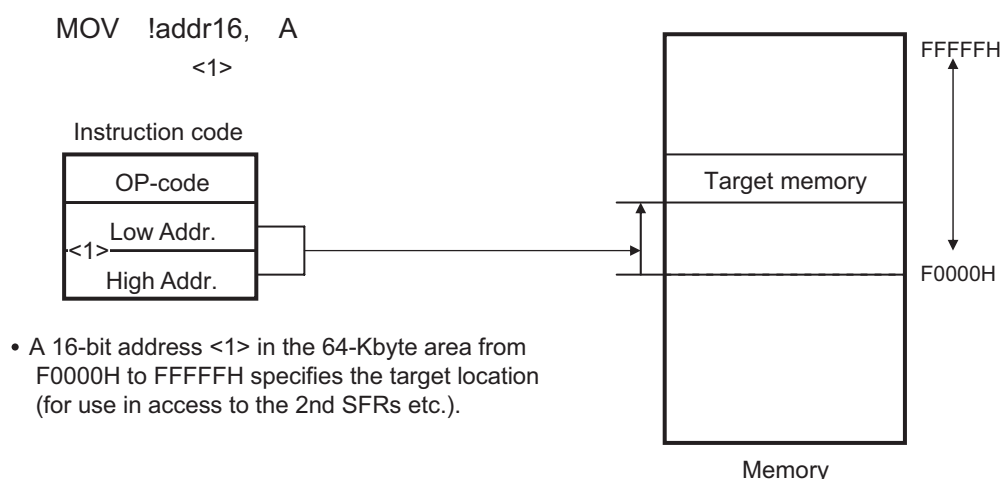 MOV !addr16, A
<1>
Instruction code
OP-code
Low Addr.
<1>
High Addr.
FFFFFH
Target memory
F0000H
• A 16-bit address <1> in the 64-Kbyte area from
F0000H to FFFFFH specifies the target location
(for use in access to the 2nd SFRs etc.).
Memory